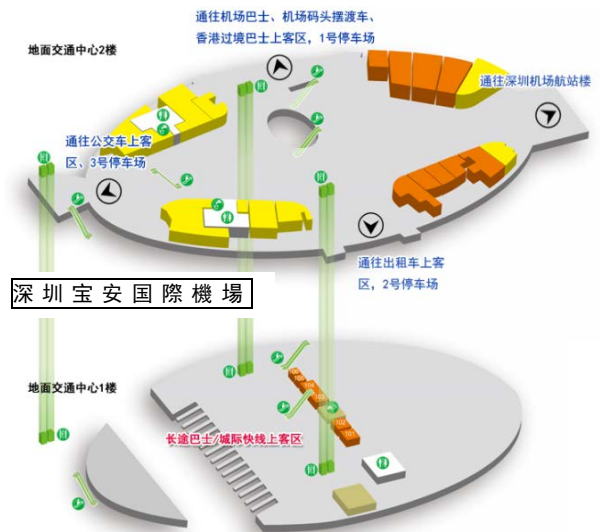 通往机场巴士、机场码头摆渡车、
香港过境巴士上客区，1号停车场
地面交通中心2楼
通往深圳机场航站楼
通往公交车上客
区、3号停车场
通往出租车上客
区，2号停车场
深圳宝安国際機場
地面交通中心1楼
长途巴士/城际快线上客区
103
102
101